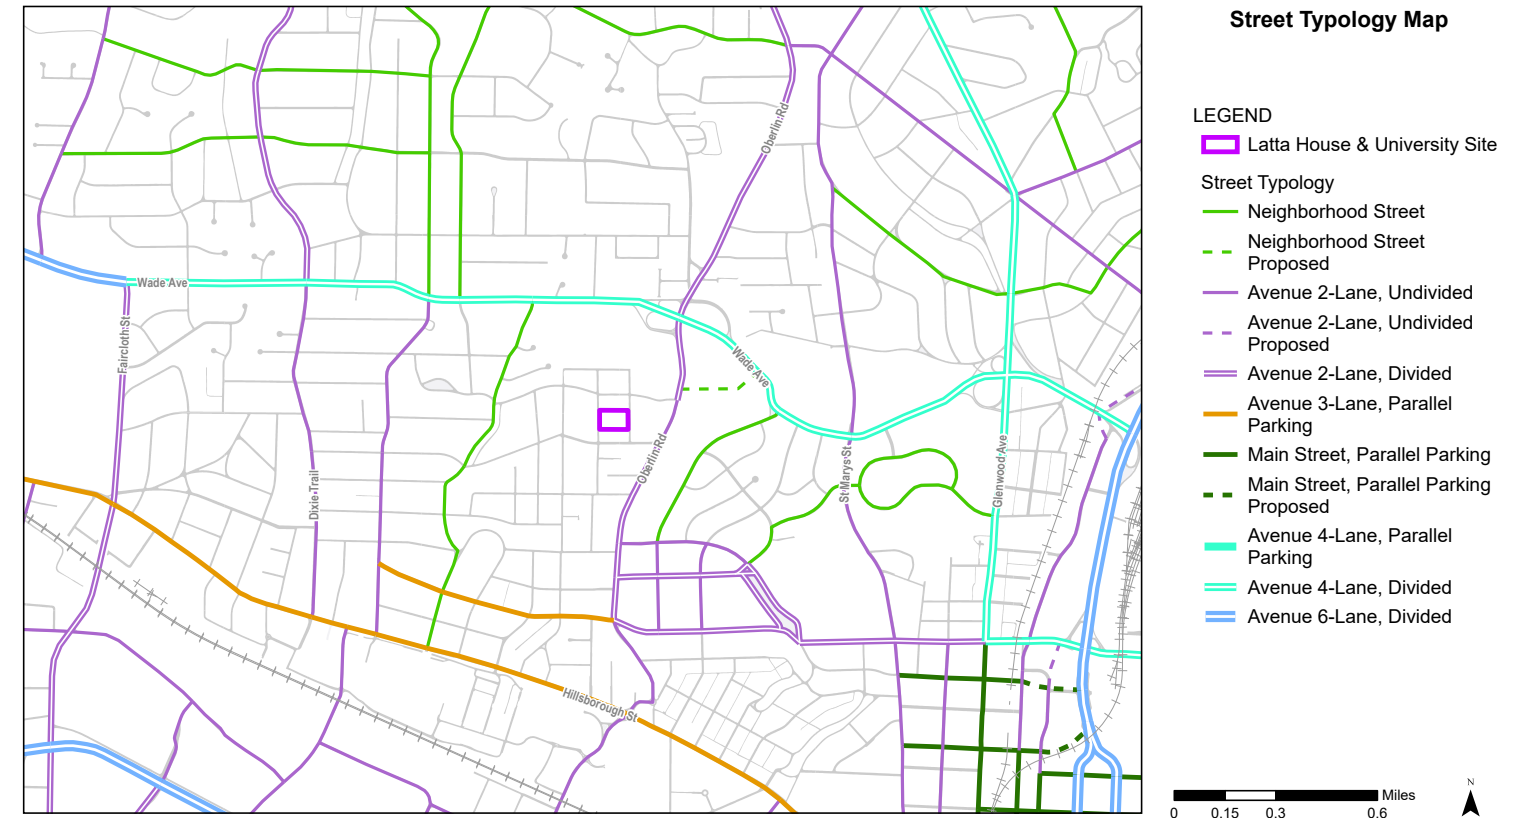 Street Typology Map
LEGEND
Latta House & University Site
Street Typology
Neighborhood Street
Neighborhood Street
Proposed
Avenue 2-Lane, Undivided
Avenue 2-Lane, Undivided
Proposed
Avenue 2-Lane, Divided
Avenue 3-Lane, Parallel
Parking
Main Street, Parallel Parking
Main Street, Parallel Parking
Proposed
Avenue 4-Lane, Parallel
Parking
Avenue 4-Lane, Divided
Avenue 6-Lane, Divided
Oberlin Rd
Wade Ave
Faircloth St
Wade Ave
Oberlin Rd
St Marys St
Glenwood Ave
Dixie Trail
Hillsborough St
N
Miles
0 0.15 0.3 0.6